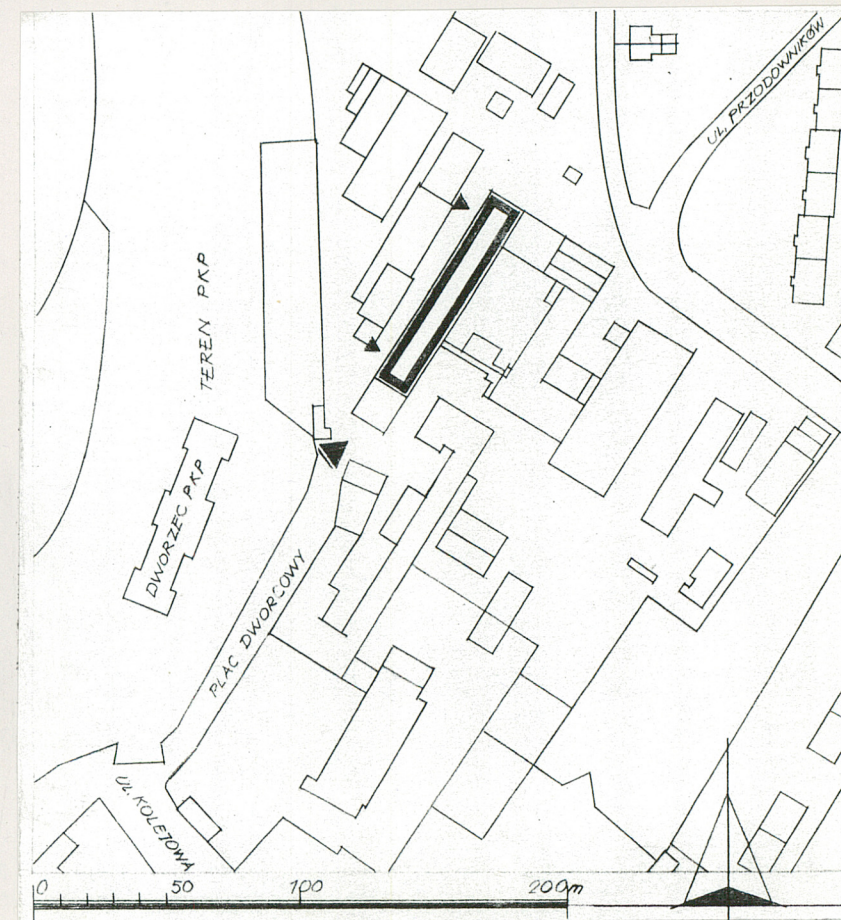 UL. PRZODOWNIKÓW
TEREN PKP
DWORZEC PKP
PLAC DWORCOWY
UL. KOLEJOWA
0 50 100 200m